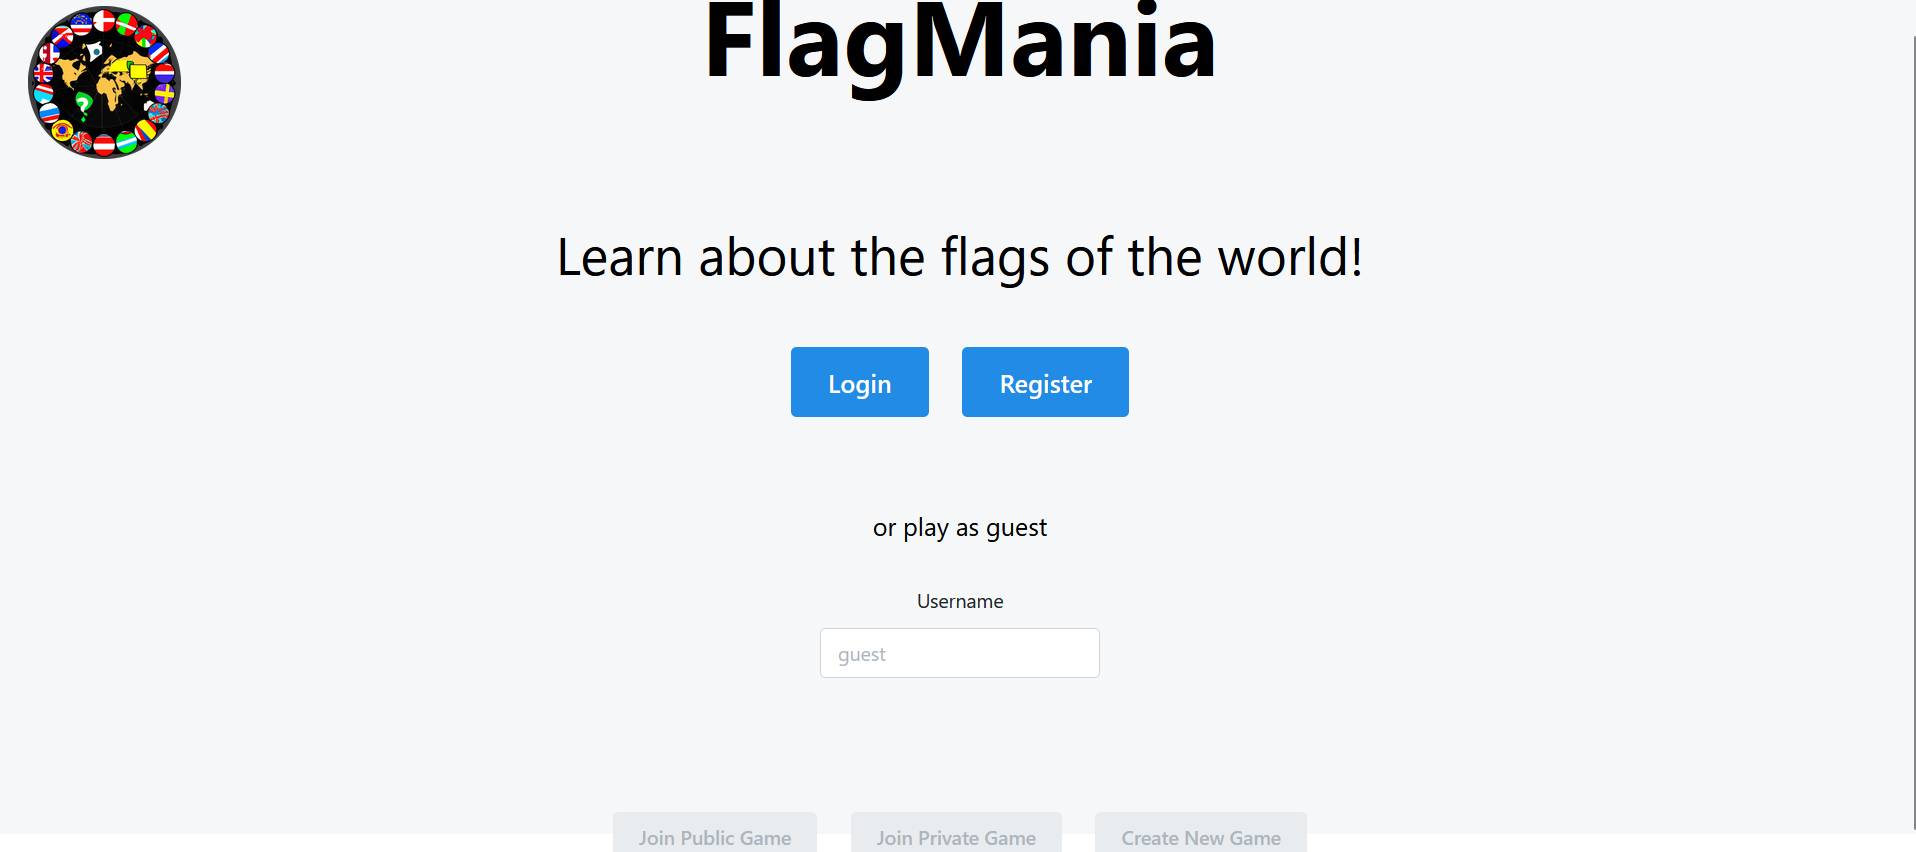 FlagMania
Learn about the flags of the world!
Login Register
or play as guest
Username
guest
Join Public Game Join Private Game Create New Game